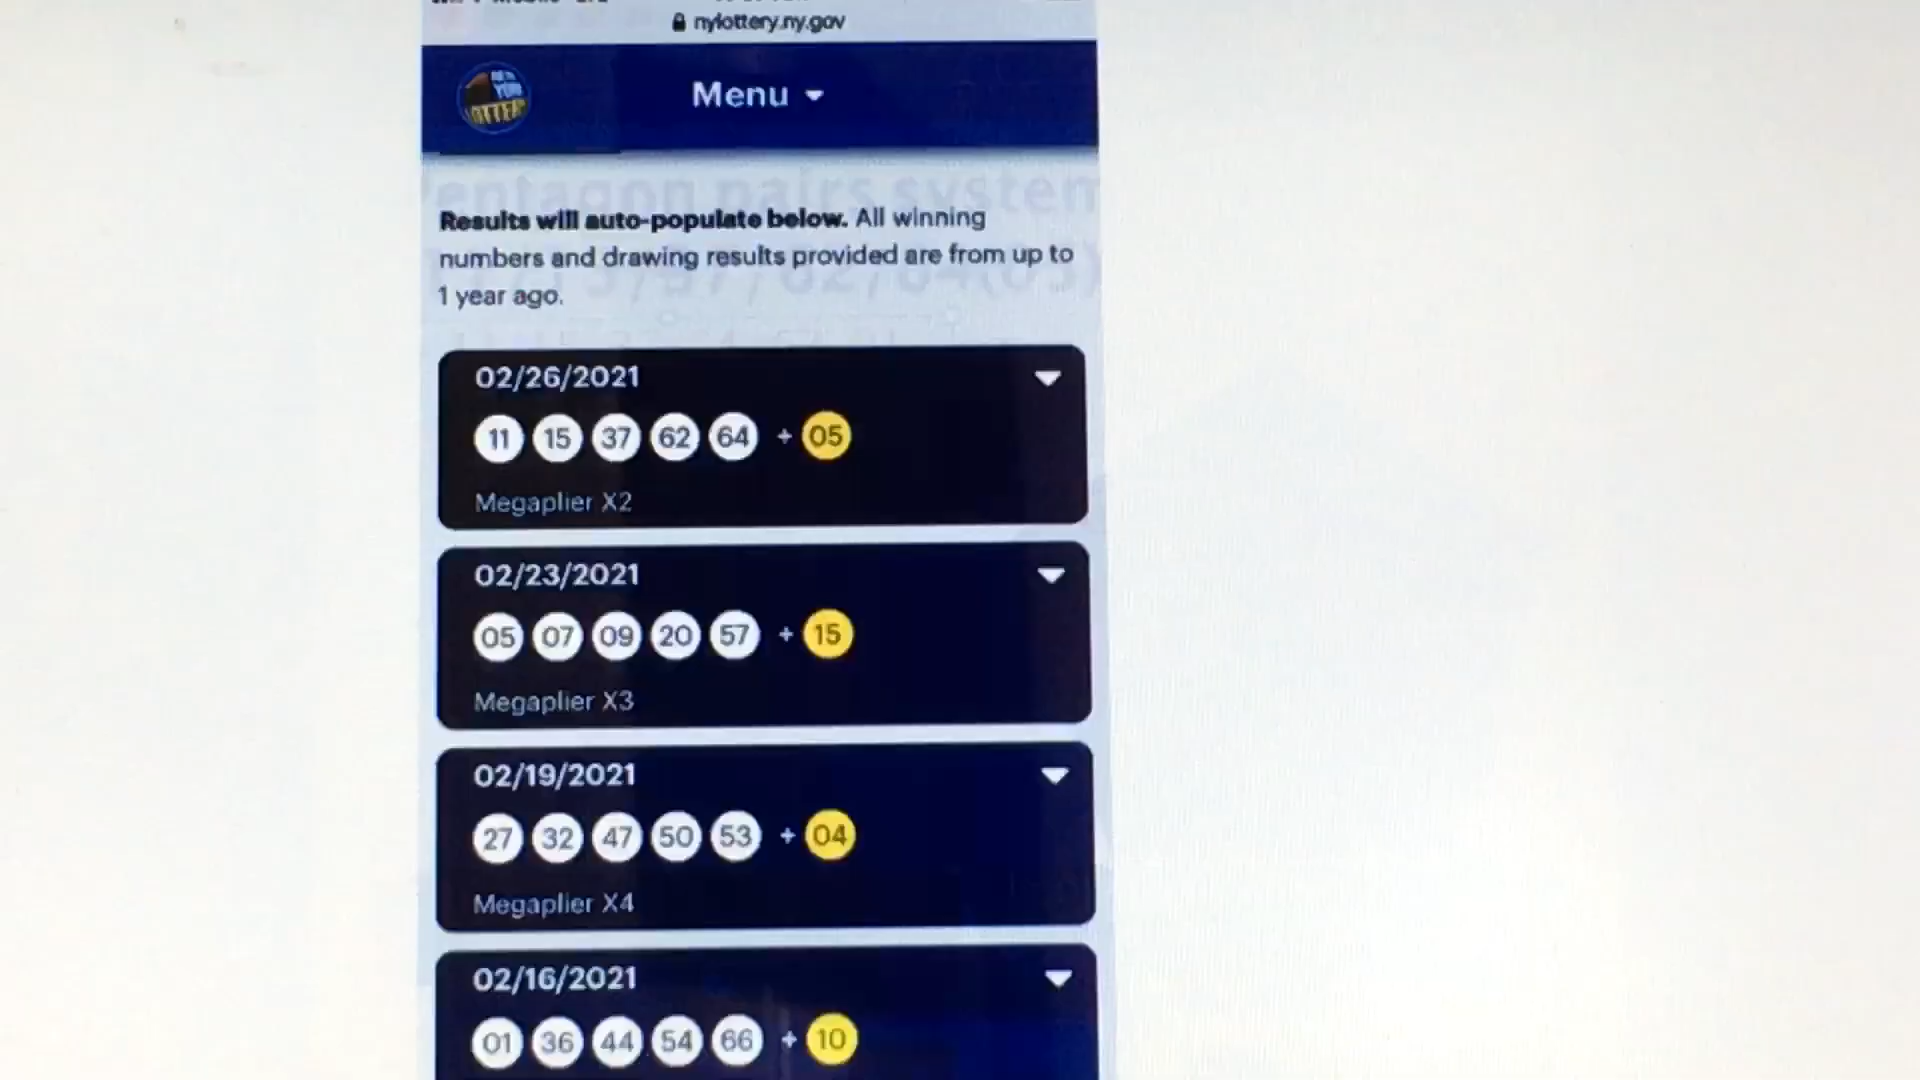 nylottery.ny.gov
Menu
Pentagon pairs system
Results will auto-populate below. All winning
numbers and drawing results provided are from up to
1 year ago.
02/26/2021
11 15 37 62 64 + 05
Megaplier X2
02/23/2021
05 07 09 20 57 + 15
Megaplier X3
02/19/2021
27 32 47 50 53 + 04
Megaplier X4
02/16/2021
01 36 44 54 66 + 10